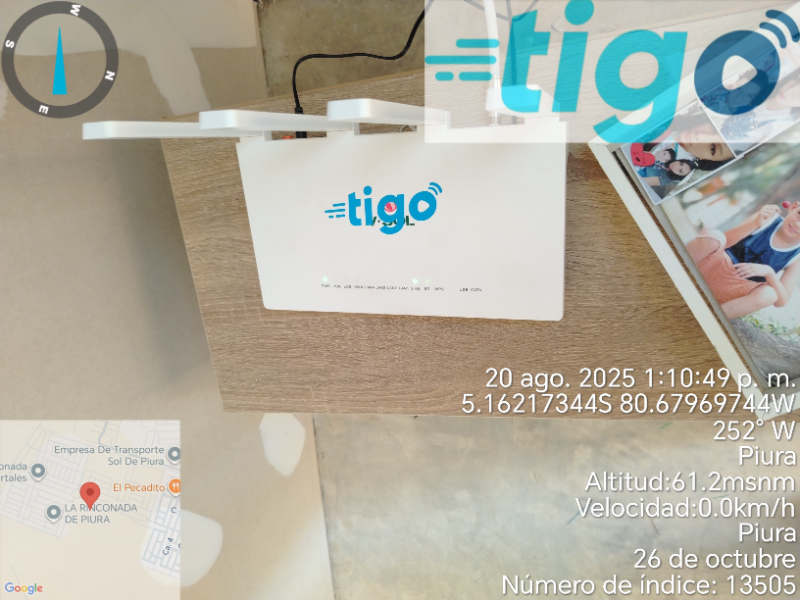 W
S
N
E
tigo
tigo
20 ago. 2025 1:10:49 p. m.
5.16217344S 80.67969744W
252° W
Piura
Altitud:61.2msnm
Velocidad:0.0km/h
Piura
26 de octubre
Número de índice: 13505
Empresa De Transporte
Sol De Piura
El Pecadito
LA RINCONADA
DE PIURA
Ca. 4
Google